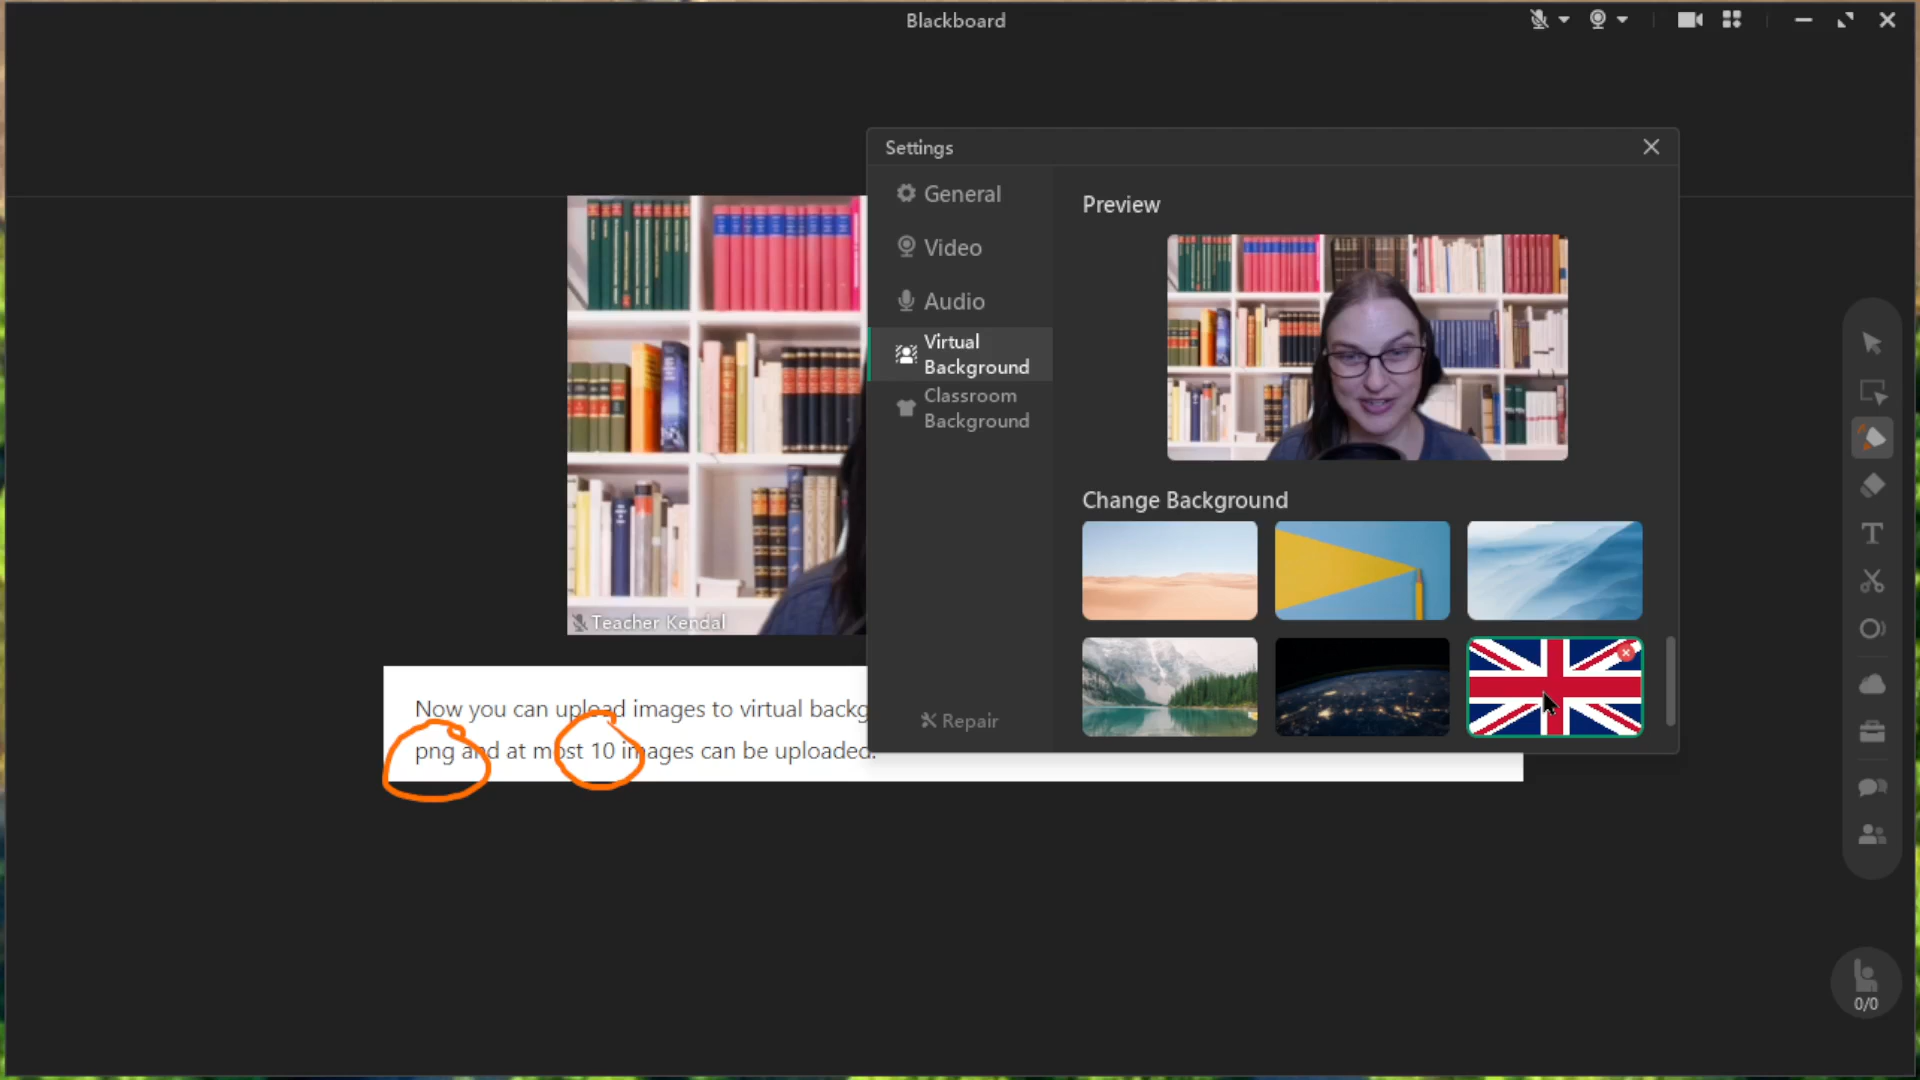 Blackboard
Settings
General
Video
Audio
Virtual
Background
Classroom
Background
Repair
Preview
Change Background
Teacher Kendal
Now you can upload images to virtual backg
png and at most 10 images can be uploaded.
T
0/0